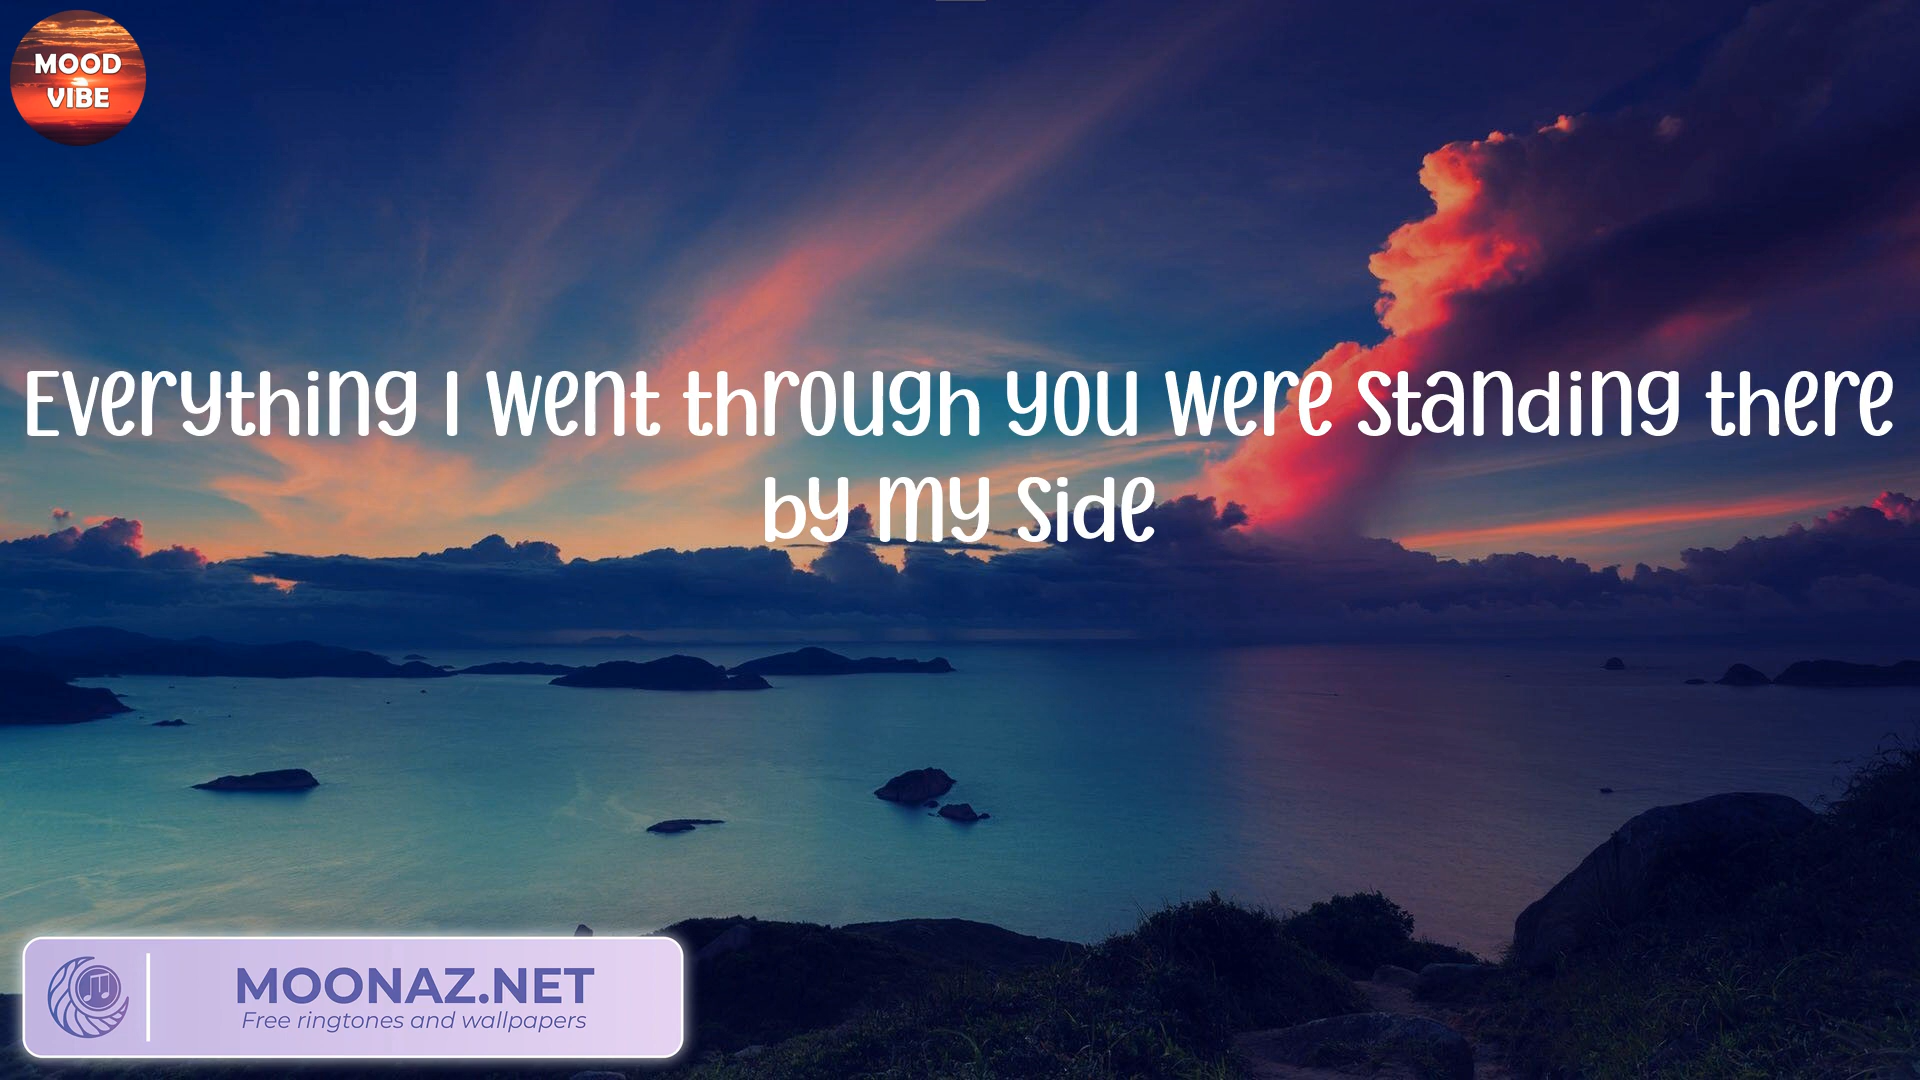 MOOD
VIBE
Everything I went through you were standing there
by my side
MOONAZ.NET
Free ringtones and wallpapers